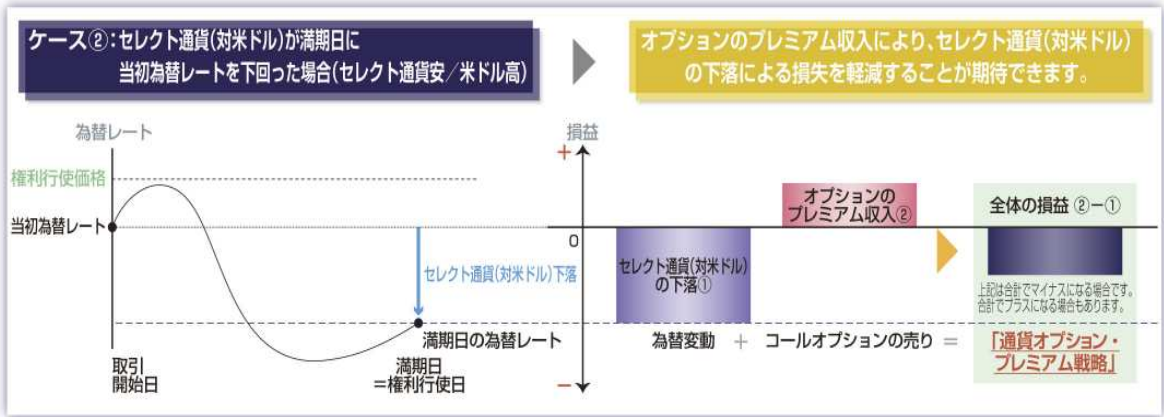 ケース②:セレクト通貨(対米ドル)が満期日に
当初為替レートを下回った場合(セレクト通貨安/米ドル高)
オプションのプレミアム収入により、セレクト通貨(対米ドル)
の下落による損失を軽減することが期待できます。
為替レート
権利行使価格
当初為替レート
セレクト通貨(対米ドル)下落
満期日の為替レート
取引
開始日
満期日
=権利行使日
損益
+
0
−
セレクト通貨(対米ドル)
の下落①
オプションの
プレミアム収入②
全体の損益 ②−①
上記は合計でマイナスになる場合です。
合計でプラスになる場合もあります。
為替変動 + コールオプションの売り =
「通貨オプション・
プレミアム戦略」